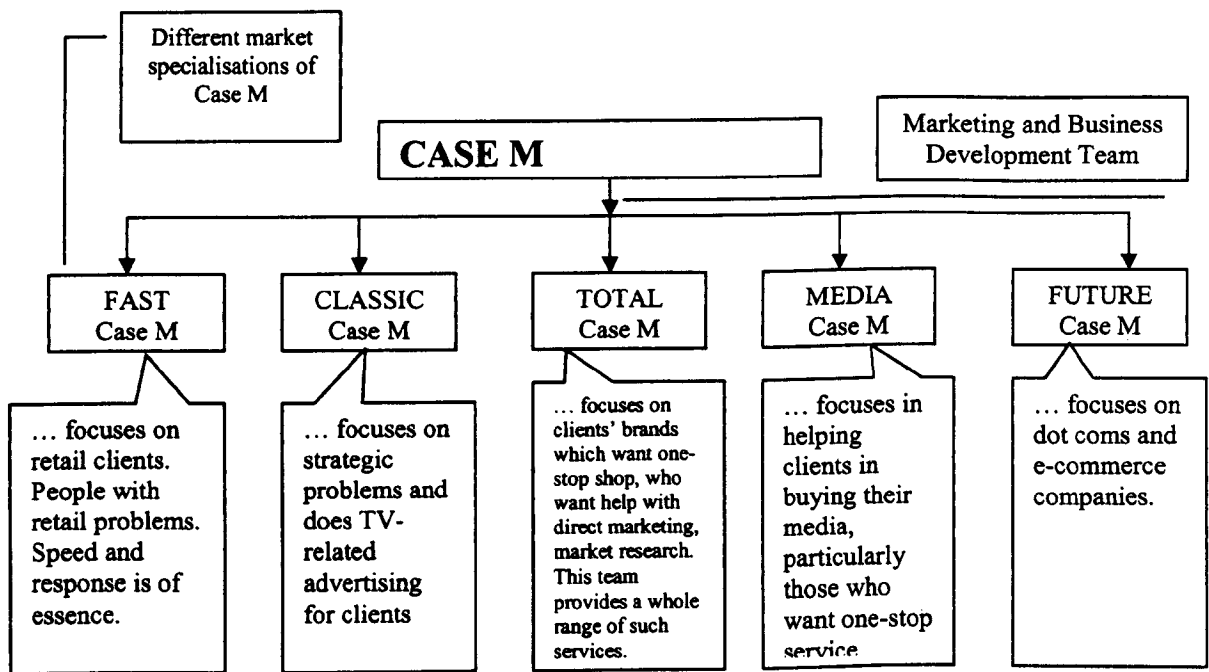 Different market
specialisations of
Case M
CASE M
Marketing and Business
Development Team
FAST
Case M
CLASSIC
Case M
TOTAL
Case M
MEDIA
Case M
FUTURE
Case M
... focuses on
retail clients.
People with
retail problems.
Speed and
response is of
essence.
... focuses on
strategic
problems and
does TV-
related
advertising
for clients
... focuses on
clients' brands
which want one-
stop shop, who
want help with
direct marketing,
market research.
This team
provides a whole
range of such
services.
... focuses in
helping
clients in
buying their
media,
particularly
those who
want one-stop
service
... focuses on
dot coms and
e-commerce
companies.